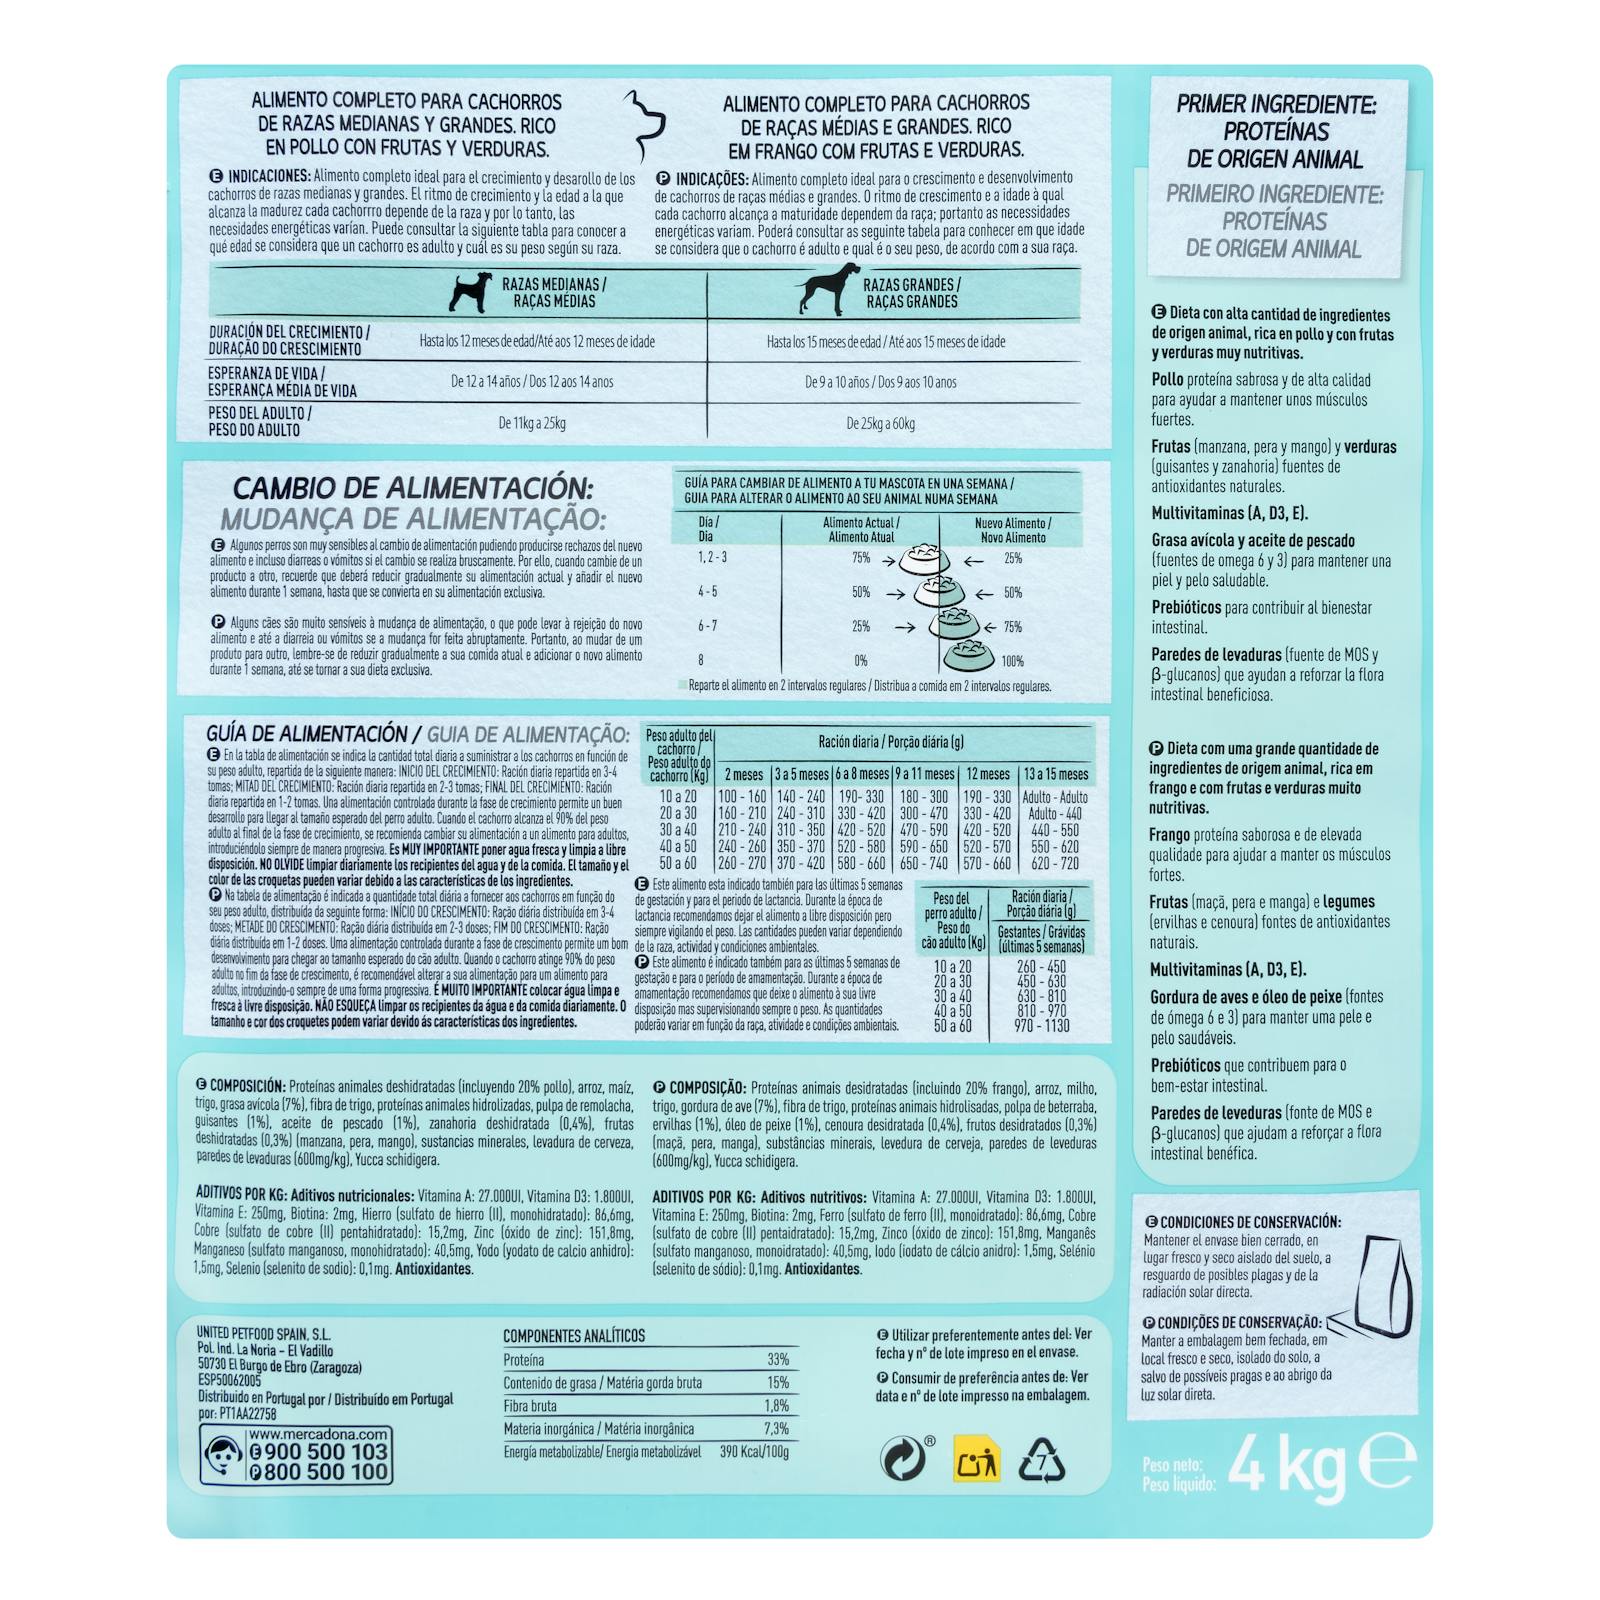 ALIMENTO COMPLETO PARA CACHORROS
DE RAZAS MEDIANAS Y GRANDES. RICO
EN POLLO CON FRUTAS Y VERDURAS.
E INDICACIONES: Alimento completo ideal para el crecimiento y desarollo de los
cachorros de razas medianas y grandes. El ritmo de crecimiento y la edad a la que
alcanza la madurez cada cachorrro depende de la raza y por lo tanto, las
necesidades energéticas varían. Puede consultar la siguiente tabla para conocer a
qué edad se considera que un cachorro es adulto y cuál es su peso según su raza.
ALIMENTO COMPLETO PARA CACHORROS
DE RAÇAS MÉDIAS E GRANDES. RICO
EM FRANGO COM FRUTAS E VERDURAS.
P INDICAÇÕES: Alimento completo ideal para o crescimento e desenvolvimento
de cachorros de raças médias e grandes. O ritmo de crescimento e a idade à qual
cada cachorro alcança a maturidade dependem da raça; portanto as necessidades
energéticas variam. Poderá consultar as seguinte tabela para conhecer em que idade
se considera que o cachorro é adulto e qual é o seu peso, de acordo com a sua raça.
RAZAS MEDIANAS /
RAÇAS MÉDIAS
RAZAS GRANDES /
RAÇAS GRANDES
DURACIÓN DEL CRECIMIENTO /
DURAÇÃO DO CRESCIMENTO
Hasta los 12 meses de edad/Até aos 12 meses de idade
Hasta los 15 meses de edad / Até aos 15 meses de idade
ESPERANZA DE VIDA /
ESPERANÇA MÉDIA DE VIDA
De 12 a 14 años / Dos 12 aos 14 anos
De 9 a 10 años / Dos 9 aos 10 anos
PESO DEL ADULTO /
PESO DO ADULTO
De 11kg a 25kg
De 25kg a 60kg
CAMBIO DE ALIMENTACIÓN:
MUDANÇA DE ALIMENTAÇÃO:
E Algunos perros son muy sensibles al cambio de alimentación pudiendo producirse rechazos del nuevo
alimento e incluso diarreas o vómitos si el cambio se realiza bruscamente. Por ello, cuando cambie de un
producto a otro, recuerde que deberá reducir gradualmente su alimentación actual y añadir el nuevo
alimento durante 1 semana, hasta que se convierta en su alimentación exclusiva.
P Alguns cães são muito sensíveis à mudança de alimentação, o que pode levar à rejeição do novo
alimento e até a diarreia ou vómitos se a mudança for feita abruptamente. Portanto, ao mudar de um
produto para outro, lembre-se de reduzir gradualmente a sua comida atual e adicionar o novo alimento
durante 1 semana, até se tornar a sua dieta exclusiva.
GUÍA PARA CAMBIAR DE ALIMENTO A TU MASCOTA EN UNA SEMANA /
GUIA PARA ALTERAR O ALIMENTO AO SEU ANIMAL NUMA SEMANA
Día / Dia
Alimento Actual / Alimento Atual
Nuevo Alimento / Novo Alimento
1, 2 - 3 75% 25%
4 - 5 50% 50%
6 - 7 25% 75%
8 0% 100%
Reparte el alimento en 2 intervalos regulares / Distribua a comida em 2 intervalos regulares.
GUÍA DE ALIMENTACIÓN / GUIA DE ALIMENTAÇÃO:
E En la tabla de alimentación se indica la cantidad total diaria a suministrar a los cachorros en función de
su peso adulto, repartida de la siguiente manera: INICIO DEL CRECIMIENTO: Ración diaria repartida en 3-4
tomas; MITAD DEL CRECIMIENTO: Ración diaria repartida en 2-3 tomas; FINAL DEL CRECIMIENTO: Ración
diaria repartida en 1-2 tomas. Una alimentación controlada durante la fase de crecimiento permite un buen
desarrollo para llegar al tamaño esperado del perro adulto. Cuando el cachorro alcanza el 90% del peso
adulto al final de la fase de crecimiento, se recomienda cambiar su alimentación a un alimento para adultos,
introduciéndolo siempre de manera progresiva. Es MUY IMPORTANTE poner agua fresca y limpia a libre
disposición. NO OLVIDE limpiar diariamente los recipientes del agua y de la comida. El tamaño y el
color de las croquetas pueden variar debido a las características de los ingredientes.
P Na tabela de alimentação é indicada a quantidade total diária a fornecer aos cachorros em função do
seu peso adulto, distribuída da seguinte forma: INÍCIO DO CRESCIMENTO: Ração diária distribuída em 3-4
doses; METADE DO CRESCIMENTO: Ração diária distribuída em 2-3 doses; FIM DO CRESCIMENTO: Ração
diária distribuída em 1-2 doses. Uma alimentação controlada durante a fase de crescimento permite um bom
desenvolvimento para chegar ao tamanho esperado do cão adulto. Quando o cachorro atinge 90% do peso
adulto no fim da fase de crescimento, é recomendável alterar a sua alimentação para um alimento para
adultos, introduzindo-o sempre de uma forma progressiva. É MUITO IMPORTANTE colocar água limpa e
fresca à livre disposição. NÃO ESQUEÇA limpar os recipientes da água e da comida diariamente. O
tamanho e cor dos croquetes podem variar devido ás características dos ingredientes.
Peso adulto del
cachorro /
Peso adulto do
cachorro (Kg)
Ración diaria / Porção diária (g)
2 meses 3 a 5 meses 6 a 8 meses 9 a 11 meses 12 meses 13 a 15 meses
10 a 20 100 - 160 140 - 240 190- 330 180 - 300 190 - 330 Adulto - Adulto
20 a 30 160 - 210 240 - 310 330 - 420 300 - 470 330 - 420 Adulto - 440
30 a 40 210 - 240 310 - 350 420 - 520 470 - 590 420 - 520 440 - 550
40 a 50 240 - 260 350 - 370 520 - 580 590 - 650 520 - 570 550 - 620
50 a 60 260 - 270 370 - 420 580 - 660 650 - 740 570 - 660 620 - 720
E Este alimento esta indicado también para las últimas 5 semanas
de gestación y para el periodo de lactancia. Durante la época de
lactancia recomendamos dejar el alimento a libre disposición pero
siempre vigilando el peso. Las cantidades pueden variar dependiendo
de la raza, actividad y condiciones ambientales.
P Este alimento é indicado também para as últimas 5 semanas de
gestação e para o período de amamentação. Durante a época de
amamentação recomendamos que deixe o alimento à sua livre
disposição mas supervisionando sempre o peso. As quantidades
poderão variar em função da raça, atividade e condições ambientais.
Peso del
perro adulto /
Peso do
cão adulto (Kg)
Ración diaria /
Porção diária (g)
Gestantes / Grávidas
(últimas 5 semanas)
10 a 20 260 - 450
20 a 30 450 - 630
30 a 40 630 - 810
40 a 50 810 - 970
50 a 60 970 - 1130
E COMPOSICIÓN: Proteínas animales deshidratadas (incluyendo 20% pollo), arroz, maíz,
trigo, grasa avícola (7%), fibra de trigo, proteínas animales hidrolizadas, pulpa de remolacha,
guisantes (1%), aceite de pescado (1%), zanahoria deshidratada (0,4%), frutas
deshidratadas (0,3%) (manzana, pera, mango), sustancias minerales, levadura de cerveza,
paredes de levaduras (600mg/kg), Yucca schidigera.
ADITIVOS POR KG: Aditivos nutricionales: Vitamina A: 27.000UI, Vitamina D3: 1.800UI,
Vitamina E: 250mg, Biotina: 2mg, Hierro (sulfato de hierro (II), monohidratado): 86,6mg,
Cobre (sulfato de cobre (II) pentahidratado): 15,2mg, Zinc (óxido de zinc): 151,8mg,
Manganeso (sulfato manganoso, monohidratado): 40,5mg, Yodo (yodato de calcio anhidro):
1,5mg, Selenio (selenito de sodio): 0,1mg. Antioxidantes.
P COMPOSIÇÃO: Proteínas animais desidratadas (incluindo 20% frango), arroz, milho,
trigo, gordura de ave (7%), fibra de trigo, proteínas animais hidrolisadas, polpa de beterraba,
ervilhas (1%), óleo de peixe (1%), cenoura desidratada (0,4%), frutos desidratados (0,3%)
(maçã, pera, manga), substâncias minerais, levedura de cerveja, paredes de leveduras
(600mg/kg), Yucca schidigera.
ADITIVOS POR KG: Aditivos nutritivos: Vitamina A: 27.000UI, Vitamina D3: 1.800UI,
Vitamina E: 250mg, Biotina: 2mg, Ferro (sulfato de ferro (II), monoidratado): 86,6mg, Cobre
(sulfato de cobre (II) pentaidratado): 15,2mg, Zinco (óxido de zinco): 151,8mg, Manganês
(sulfato manganoso, monoidratado): 40,5mg, Iodo (iodato de cálcio anidro): 1,5mg, Selénio
(selenito de sódio): 0,1mg. Antioxidantes.
UNITED PETFOOD SPAIN, S.L.
Pol. Ind. La Noria - El Vadillo
50730 El Burgo de Ebro (Zaragoza)
ESP50062005
Distribuido en Portugal por / Distribuído em Portugal
por: PT1AA22758
www.mercadona.com
E 900 500 103
P 800 500 100
COMPONENTES ANALÍTICOS
Proteína 33%
Contenido de grasa / Matéria gorda bruta 15%
Fibra bruta 1,8%
Materia inorgánica / Matéria inorgânica 7,3%
Energía metabolizable/ Energia metabolizável 390 Kcal/100g
E Utilizar preferentemente antes del: Ver
fecha y nº de lote impreso en el envase.
P Consumir de preferência antes de: Ver
data e nº de lote impresso na embalagem.
®
7
PRIMER INGREDIENTE:
PROTEÍNAS
DE ORIGEN ANIMAL
PRIMEIRO INGREDIENTE:
PROTEÍNAS
DE ORIGEM ANIMAL
E Dieta con alta cantidad de ingredientes
de origen animal, rica en pollo y con frutas
y verduras muy nutritivas.
Pollo proteína sabrosa y de alta calidad
para ayudar a mantener unos músculos
fuertes.
Frutas (manzana, pera y mango) y verduras
(guisantes y zanahoria) fuentes de
antioxidantes naturales.
Multivitaminas (A, D3, E).
Grasa avícola y aceite de pescado
(fuentes de omega 6 y 3) para mantener una
piel y pelo saludable.
Prebióticos para contribuir al bienestar
intestinal.
Paredes de levaduras (fuente de MOS y
β-glucanos) que ayudan a reforzar la flora
intestinal beneficiosa.
P Dieta com uma grande quantidade de
ingredientes de origem animal, rica em
frango e com frutas e verduras muito
nutritivas.
Frango proteína saborosa e de elevada
qualidade para ajudar a manter os músculos
fortes.
Frutas (maçã, pera e manga) e legumes
(ervilhas e cenoura) fontes de antioxidantes
naturais.
Multivitaminas (A, D3, E).
Gordura de aves e óleo de peixe (fontes
de ómega 6 e 3) para manter uma pele e
pelo saudáveis.
Prebióticos que contribuem para o
bem-estar intestinal.
Paredes de leveduras (fonte de MOS e
β-glucanos) que ajudam a reforçar a flora
intestinal benéfica.
E CONDICIONES DE CONSERVACIÓN:
Mantener el envase bien cerrado, en
lugar fresco y seco aislado del suelo, a
resguardo de posibles plagas y de la
radiación solar directa.
P CONDIÇÕES DE CONSERVAÇÃO:
Manter a embalagem bem fechada, em
local fresco e seco, isolado do solo, a
salvo de possíveis pragas e ao abrigo da
luz solar direta.
Peso neto:
Peso líquido:
4 kg e